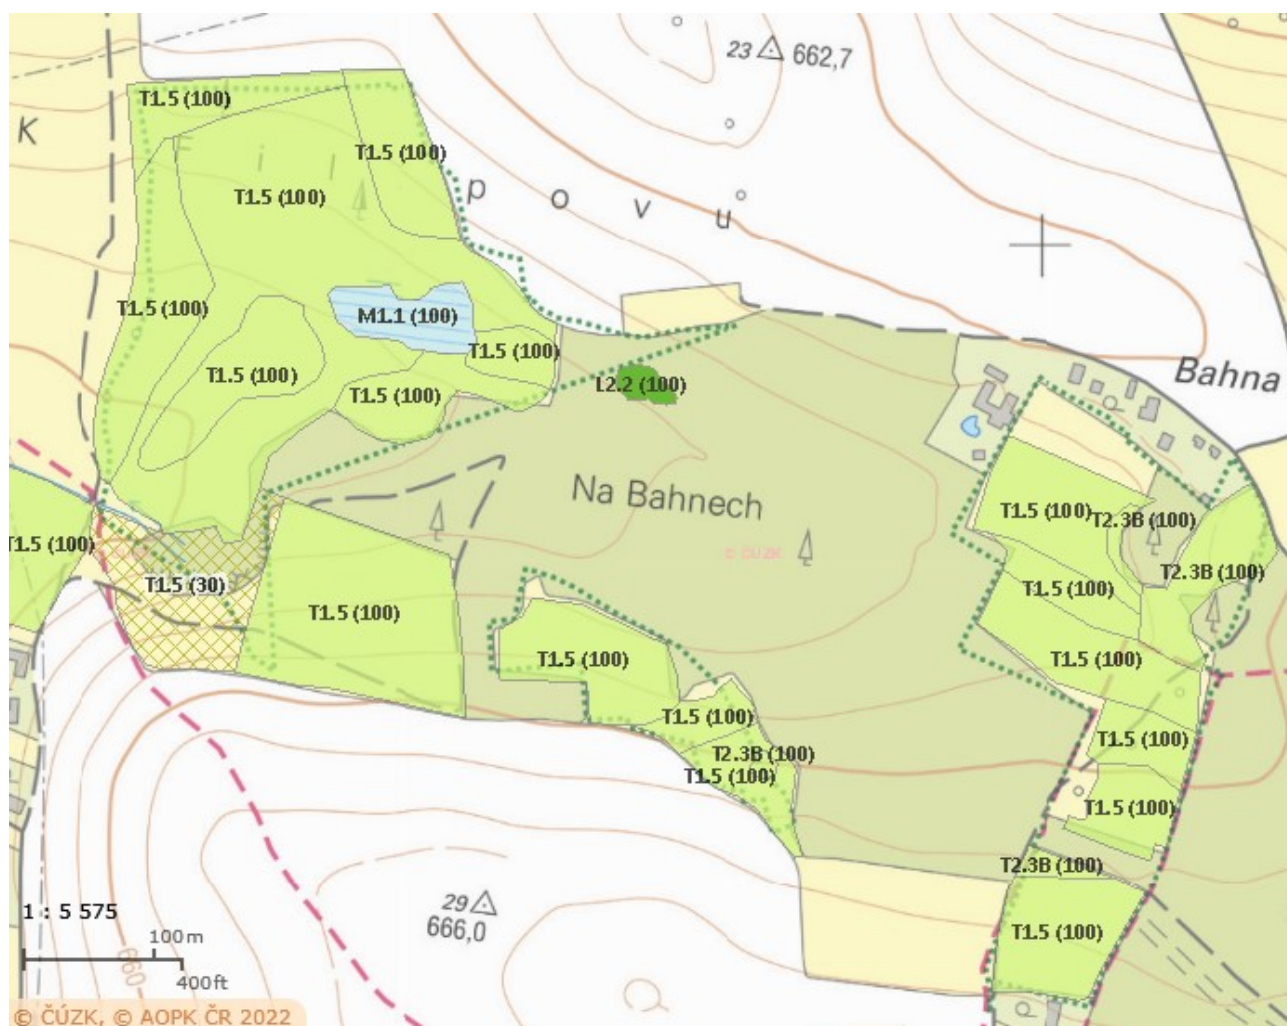 23 662,7
T1.5 (100)
K
T1.5 (100)
T1.5 (100)
p o v u
T1.5 (100)
M1.1 (100)
T1.5 (100)
T1.5 (100)
T1.5 (100)
L2.2 (100)
Bahna
Na Bahnech
T1.5 (100)
T2.3B (100)
T1.5 (100)
© ČÚZK
T2.3B (100)
T1.5 (30)
T1.5 (100)
T1.5 (100)
T1.5 (100)
T1.5 (100)
T1.5 (100)
T1.5 (100)
T2.3B (100)
T1.5 (100)
T1.5 (100)
T2.3B (100)
29
666,0
1 : 5 575
T1.5 (100)
100m
660
400ft
© ČÚZK, © AOPK ČR 2022